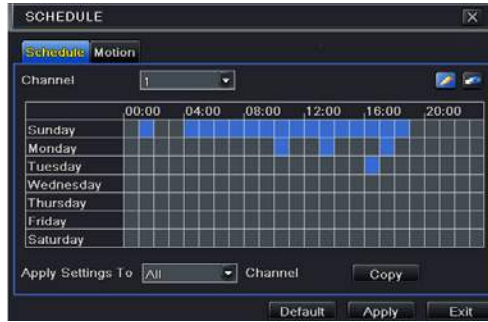 SCHEDULE
Schedule Motion
Channel 1
00:00 04:00 08:00 12:00 16:00 20:00
Sunday
Monday
Tuesday
Wednesday
Thursday
Friday
Saturday
Apply Settings To All Channel Copy
Default Apply Exit